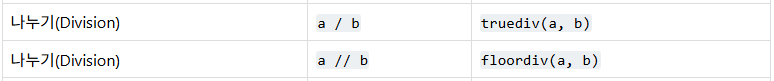 나누기(Division) a / b truediv(a, b)
나누기(Division) a // b floordiv(a, b)